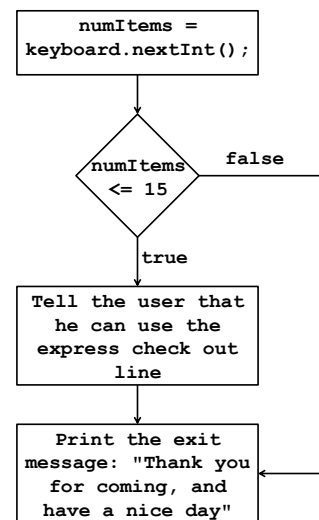 numItems =
keyboard.nextInt();
numItems
<= 15
false
true
Tell the user that
he can use the
express check out
line
Print the exit
message: "Thank you
for coming, and
have a nice day"